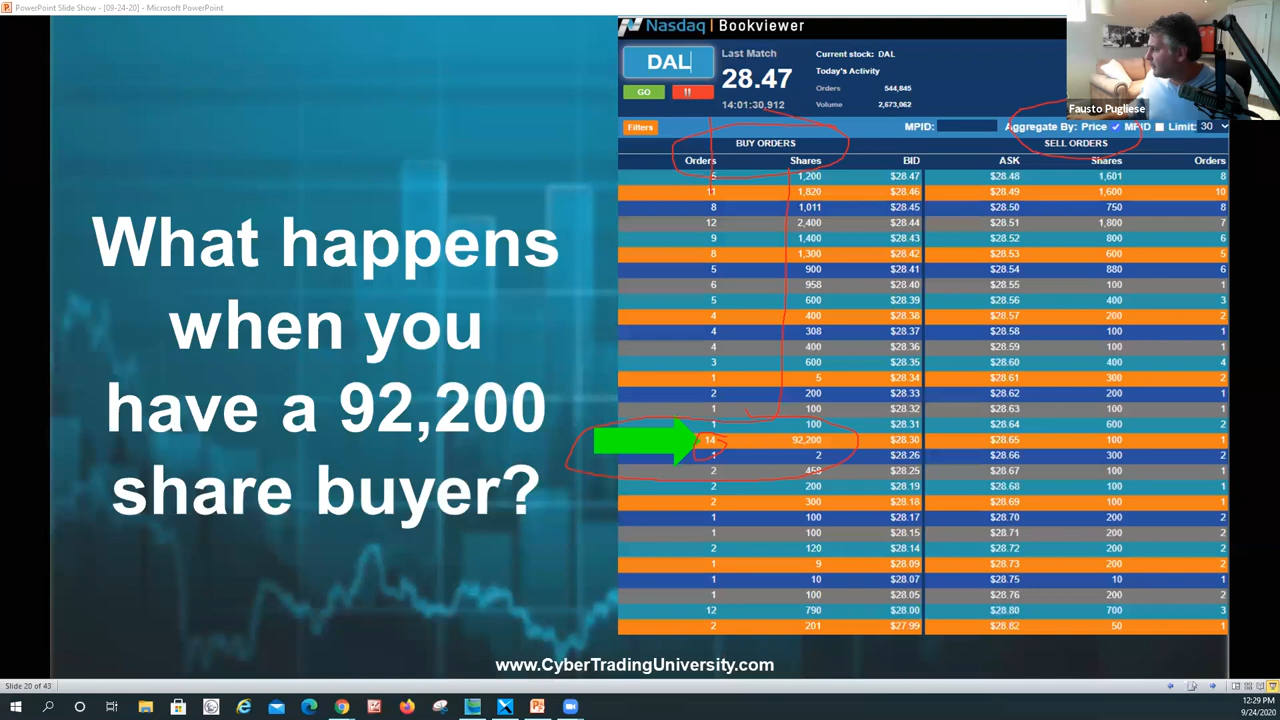 PowerPoint Slide Show - [09-24-20] - Microsoft PowerPoint
What happens
when you
have a 92,200
share buyer?
Nasdaq | Bookviewer
DAL
GO
!!
Last Match
28.47
14:01:30.912
Current stock: DAL
Today's Activity
Orders 544,845
Volume 2,673,062
Fausto Pugliese
Filters
MPID:
Aggregate By: Price MPID Limit: 30
BUY ORDERS SELL ORDERS
Orders Shares BID ASK Shares Orders
6 1,200 $28.47 $28.48 1,601 8
11 1,820 $28.46 $28.49 1,600 10
8 1,011 $28.45 $28.50 750 8
12 2,400 $28.44 $28.51 1,800 7
9 1,400 $28.43 $28.52 800 6
8 1,300 $28.42 $28.53 600 5
5 900 $28.41 $28.54 880 6
6 958 $28.40 $28.55 100 1
5 600 $28.39 $28.56 400 3
4 400 $28.38 $28.57 200 2
4 308 $28.37 $28.58 100 1
4 400 $28.36 $28.59 100 1
3 600 $28.35 $28.60 400 4
1 5 $28.34 $28.61 300 2
2 200 $28.33 $28.62 200 1
1 100 $28.32 $28.63 100 1
1 100 $28.31 $28.64 600 2
14 92,200 $28.30 $28.65 100 1
1 2 $28.26 $28.66 300 2
2 458 $28.25 $28.67 100 1
2 200 $28.19 $28.68 100 1
2 300 $28.18 $28.69 100 1
1 100 $28.17 $28.70 200 2
1 100 $28.15 $28.71 200 2
2 120 $28.14 $28.72 200 2
1 9 $28.09 $28.73 200 2
1 10 $28.07 $28.75 10 1
1 100 $28.05 $28.76 200 2
12 790 $28.00 $28.80 700 3
2 201 $27.99 $28.82 50 1
www.CyberTradingUniversity.com
Slide 20 of 43
12:29 PM
9/24/2020